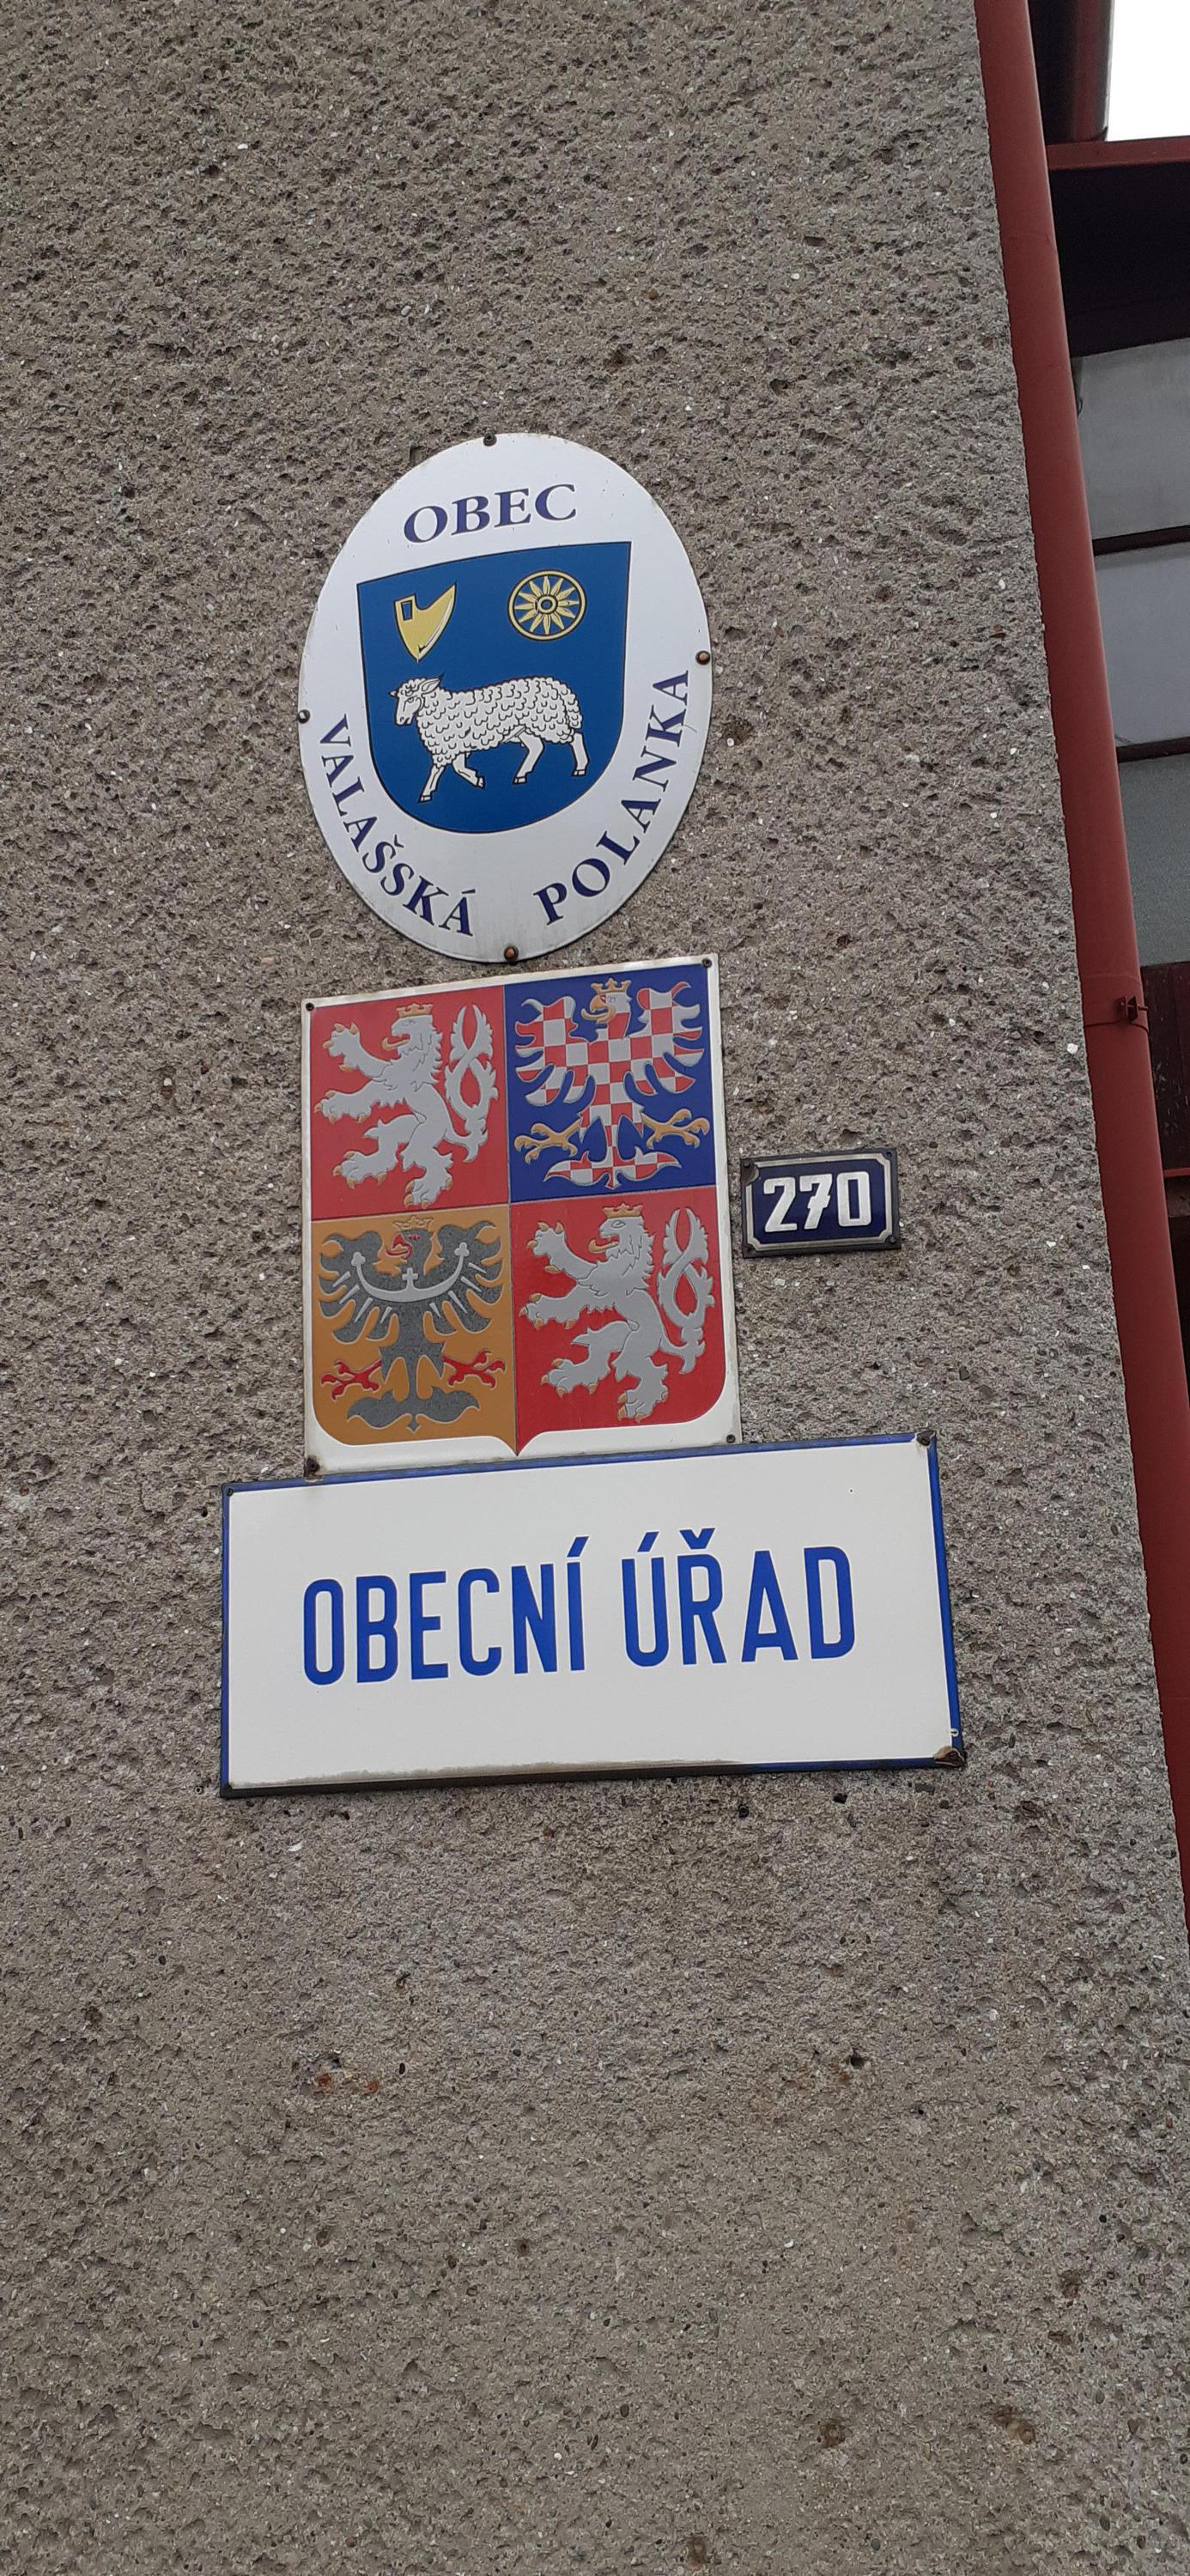 OBEC
VALAŠSKÁ POLANKA
270
OBECNÍ ÚŘAD